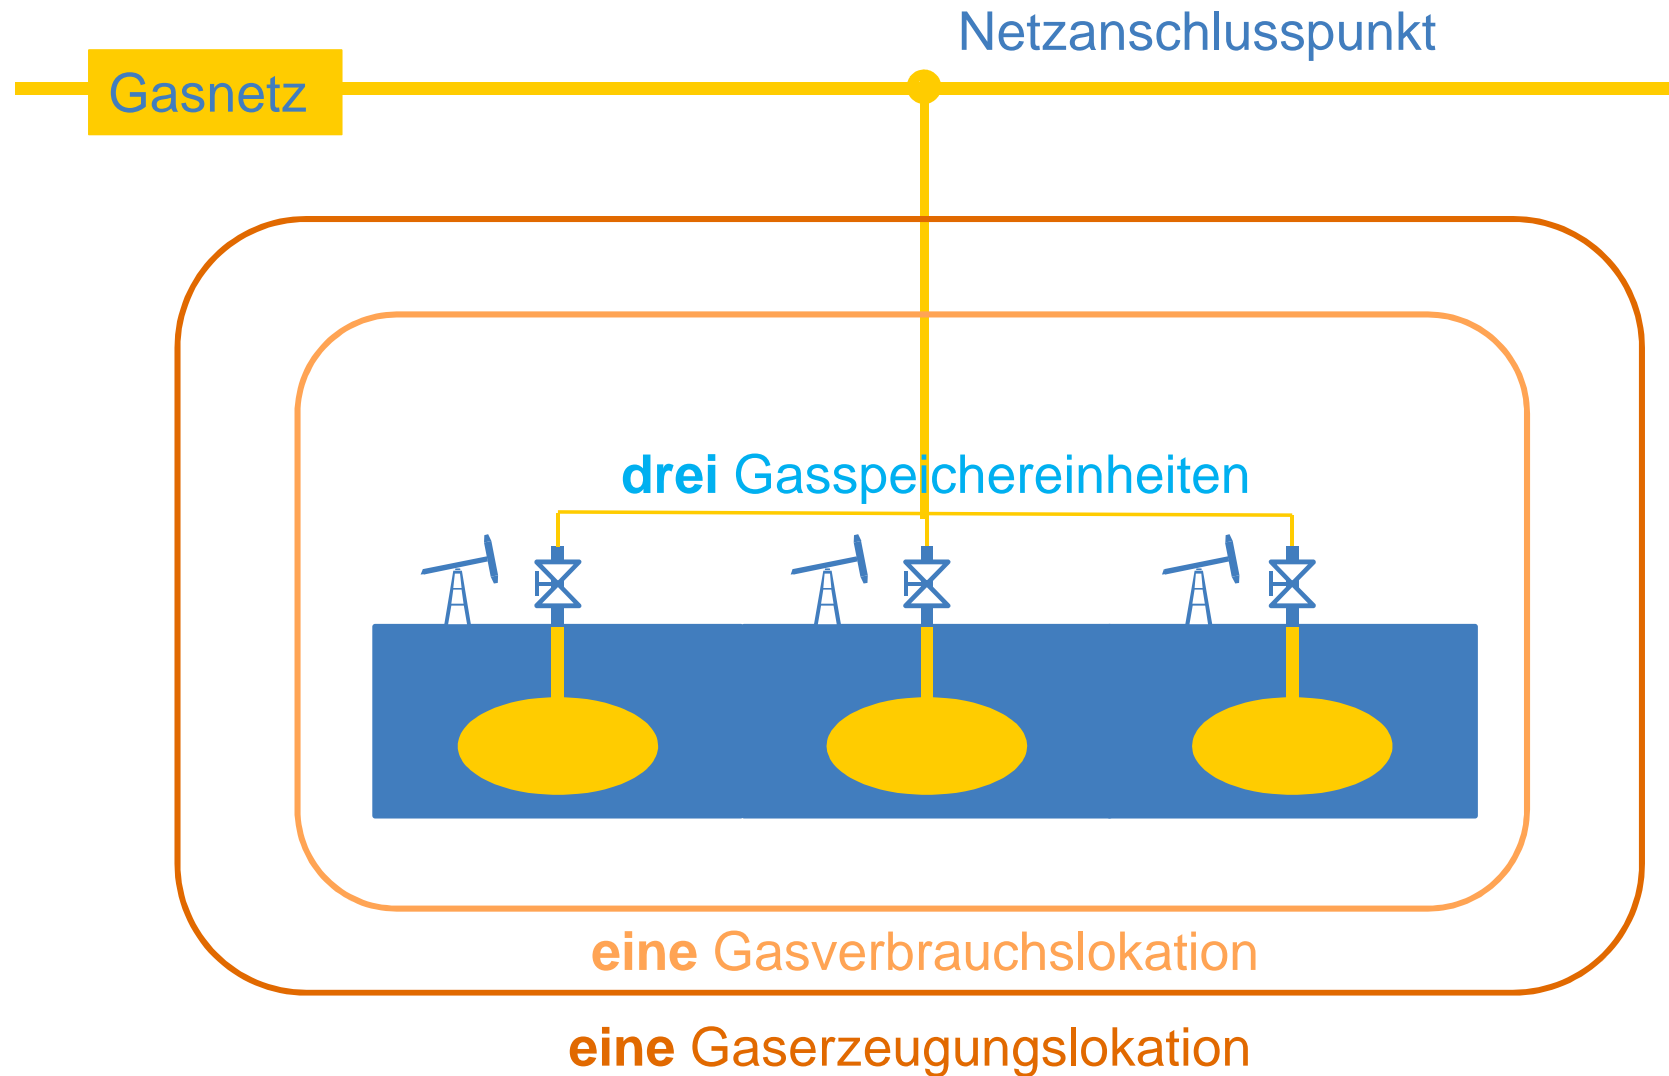 Netzanschlusspunkt
Gasnetz
drei Gasspeichereinheiten
eine Gasverbrauchslokation
eine Gaserzeugungslokation